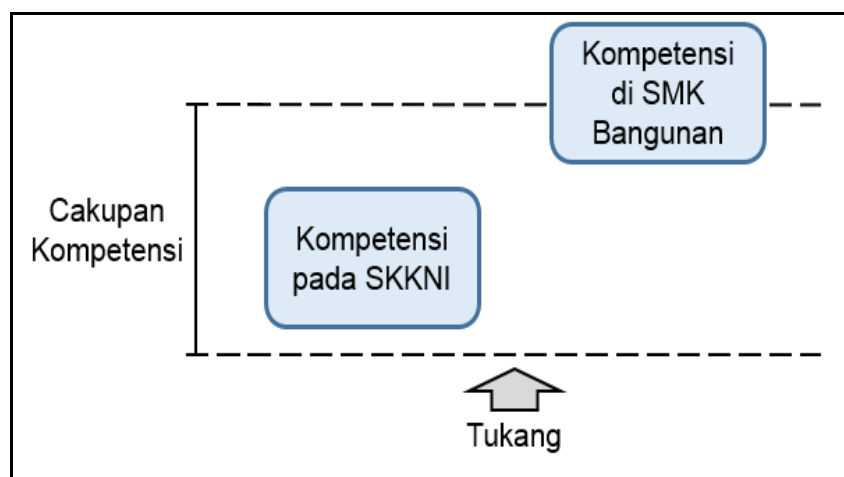 Kompetensi
di SMK
Bangunan
Cakupan
Kompetensi
Kompetensi
pada SKKNI
Tukang